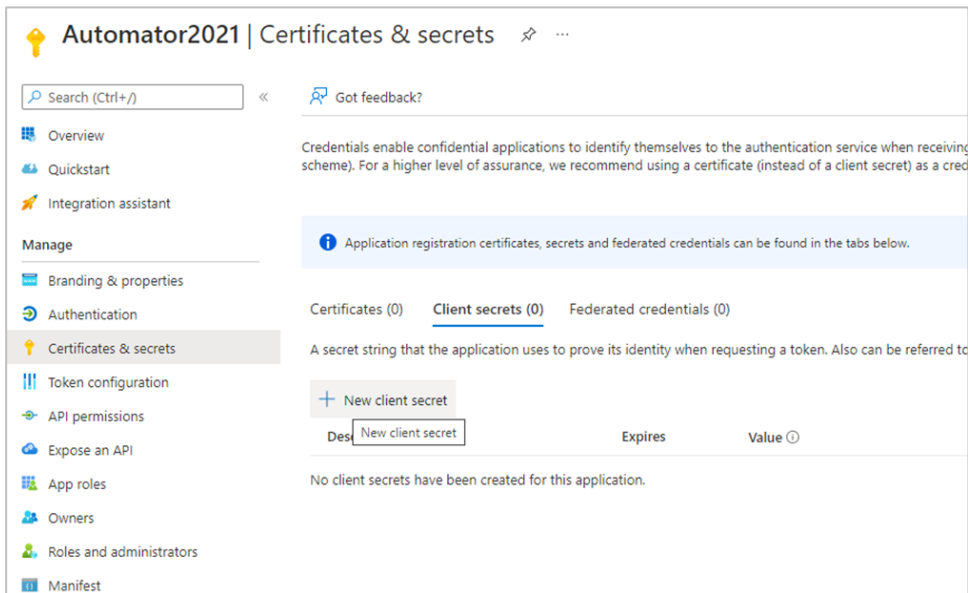 Automator2021 | Certificates & secrets
Search (Ctrl+/)
Overview
Quickstart
Integration assistant
Manage
Branding & properties
Authentication
Certificates & secrets
Token configuration
API permissions
Expose an API
App roles
Owners
Roles and administrators
Manifest
Got feedback?
Credentials enable confidential applications to identify themselves to the authentication service when receiving
scheme). For a higher level of assurance, we recommend using a certificate (instead of a client secret) as a
Application registration certificates, secrets and federated credentials can be found in the tabs below.
Certificates (0) Client secrets (0) Federated credentials (0)
A secret string that the application uses to prove its identity when requesting a token. Also can be referred to
New client secret
New client secret
Expires Value
No client secrets have been created for this application.